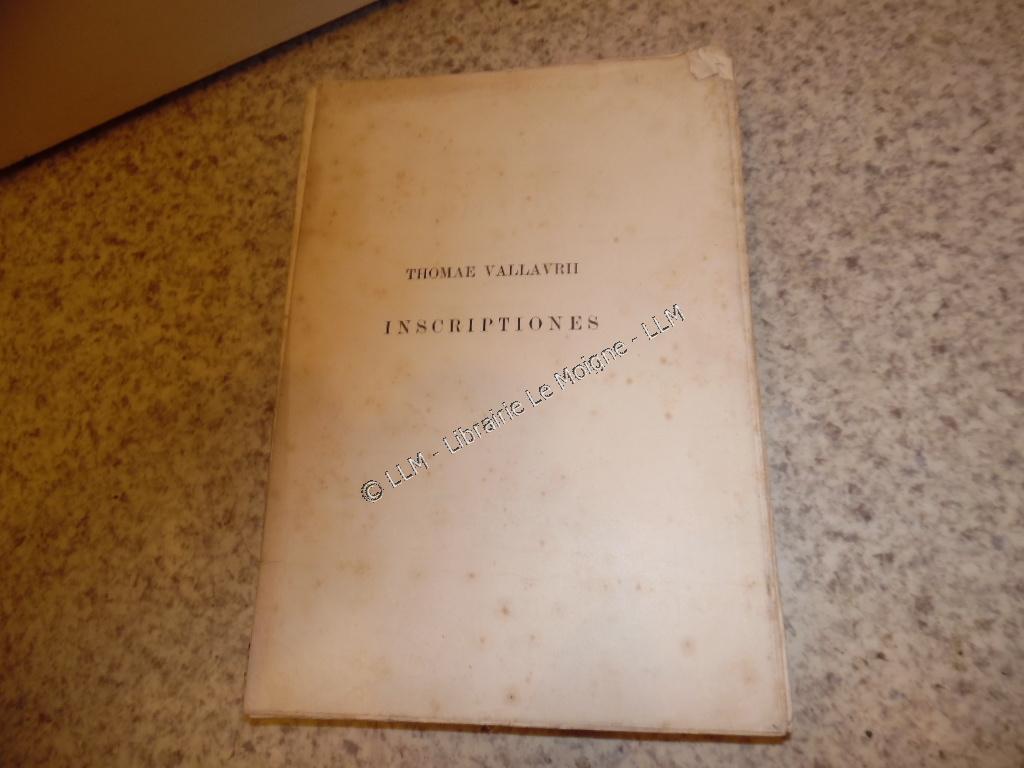 THOMAE VALLAVRII
INSCRIPTIONES
© LLM - Librairie Le Moigne - LLM